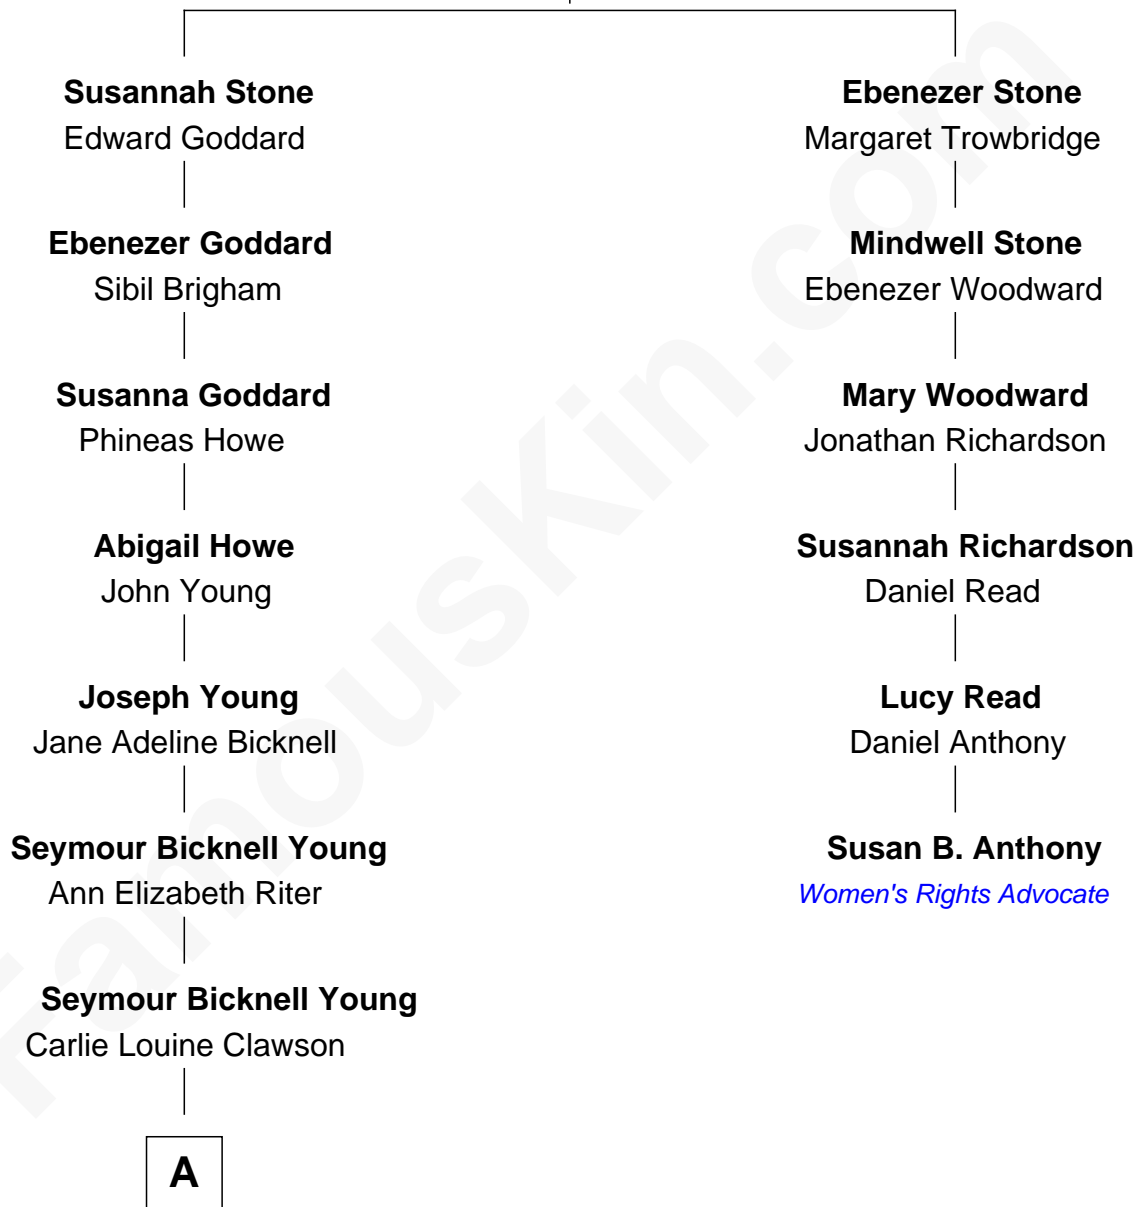 Susannah Stone
Edward Goddard
Ebenezer Goddard
Sibil Brigham
Susanna Goddard
Phineas Howe
Abigail Howe
John Young
Joseph Young
Jane Adeline Bicknell
Seymour Bicknell Young
Ann Elizabeth Riter
Seymour Bicknell Young
Carlie Louine Clawson
A
Ebenezer Stone
Margaret Trowbridge
Mindwell Stone
Ebenezer Woodward
Mary Woodward
Jonathan Richardson
Susannah Richardson
Daniel Read
Lucy Read
Daniel Anthony
Susan B. Anthony
Women's Rights Advocate
FamousKin.com